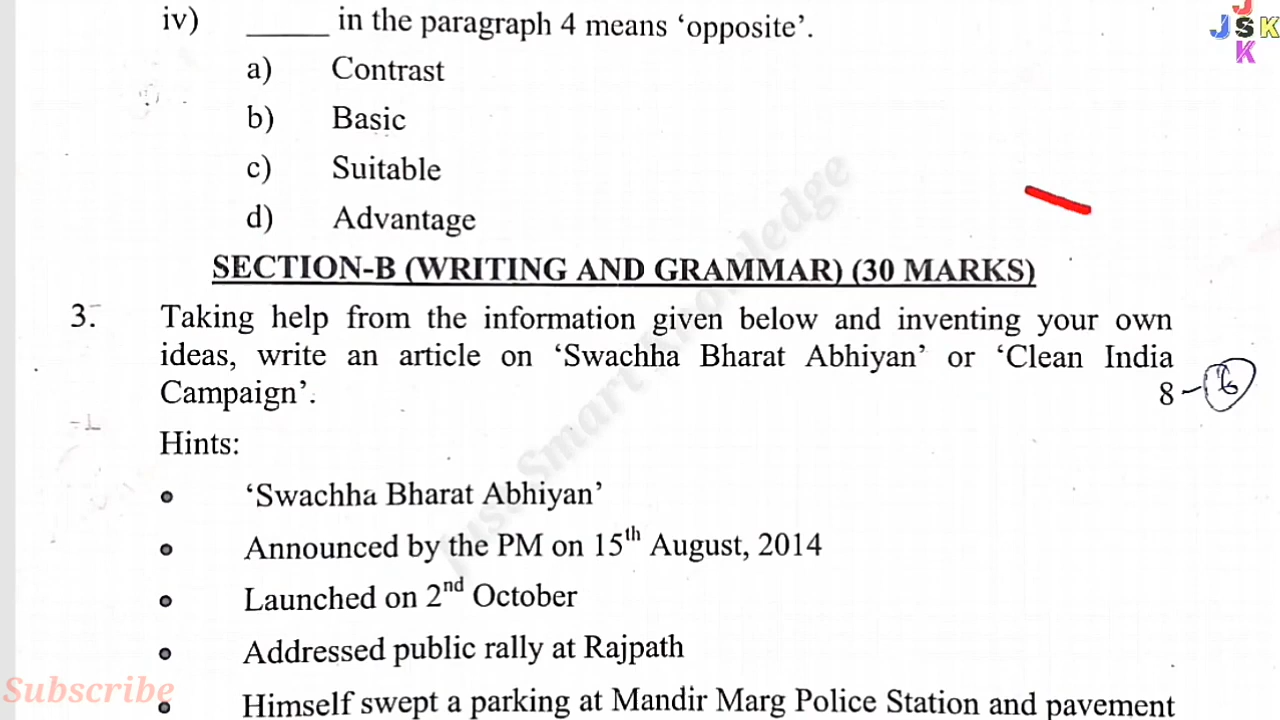 iv) _____ in the paragraph 4 means ‘opposite’.
a) Contrast
b) Basic
c) Suitable
d) Advantage
SECTION-B (WRITING AND GRAMMAR) (30 MARKS)
3. Taking help from the information given below and inventing your own
ideas, write an article on ‘Swachha Bharat Abhiyan’ or ‘Clean India
Campaign’. 8
Hints:
• ‘Swachha Bharat Abhiyan’
• Announced by the PM on 15th August, 2014
• Launched on 2nd October
• Addressed public rally at Rajpath
• Himself swept a parking at Mandir Marg Police Station and pavement
Just Smart Knowledge
J
J S K
K
Subscribe